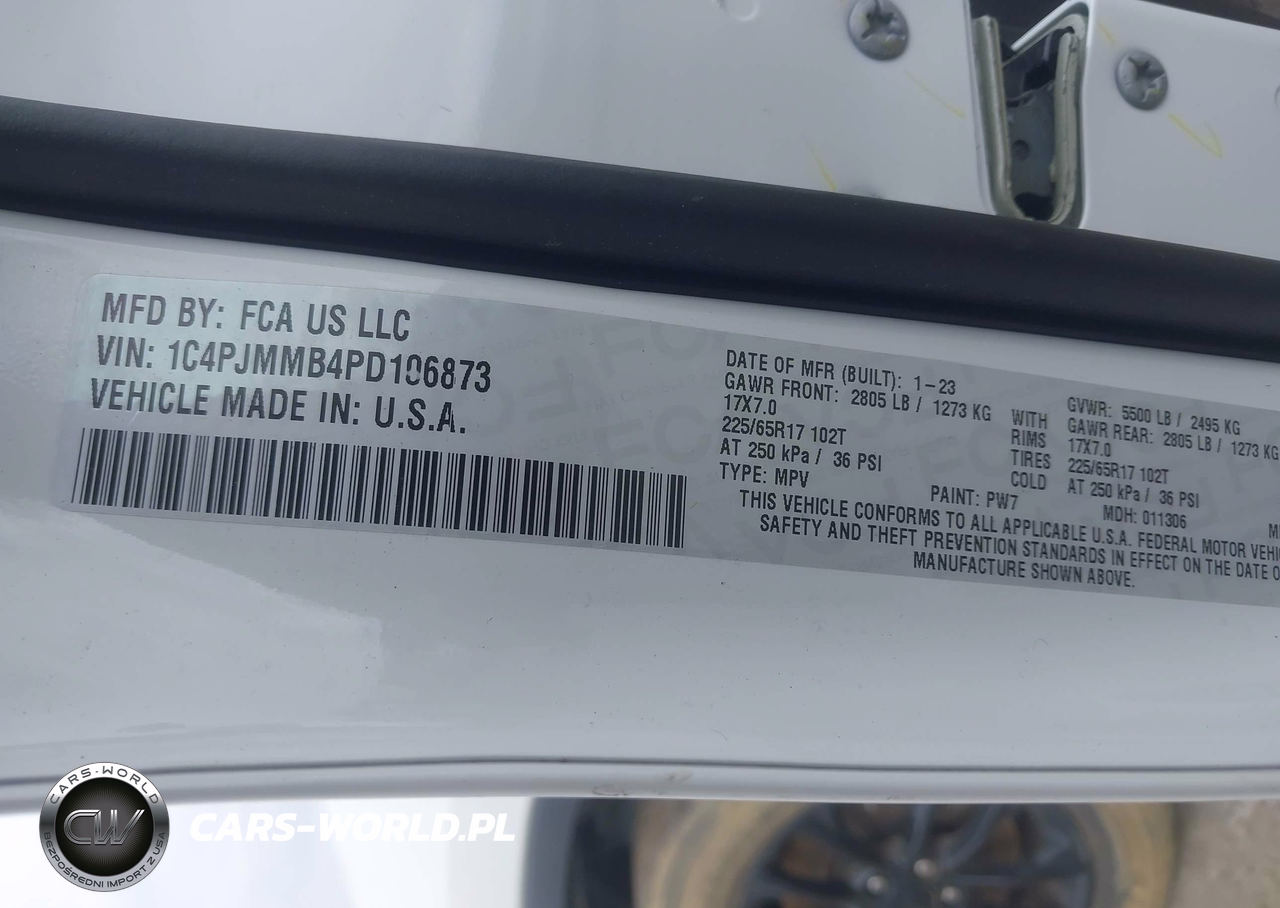 MFD BY: FCA US LLC
VIN: 1C4PJMMB4PD106873
VEHICLE MADE IN: U.S.A.
DATE OF MFR (BUILT): 1-23
GAWR FRONT: 2805 LB / 1273 KG
17X7.0
225/65R17 102T
AT 250 kPa / 36 PSI
TYPE: MPV
WITH
RIMS
TIRES
COLD
GVWR: 5500 LB / 2495 KG
GAWR REAR: 2805 LB / 1273 KG
17X7.0
225/65R17 102T
AT 250 kPa / 36 PSI
PAINT: PW7
MDH: 011306
THIS VEHICLE CONFORMS TO ALL APPLICABLE U.S.A. FEDERAL MOTOR VEHI
SAFETY AND THEFT PREVENTION STANDARDS IN EFFECT ON THE DATE O
MANUFACTURE SHOWN ABOVE.
CARS-WORLD
CW
BEZPOŚREDNI IMPORT Z USA
CARS-WORLD.PL